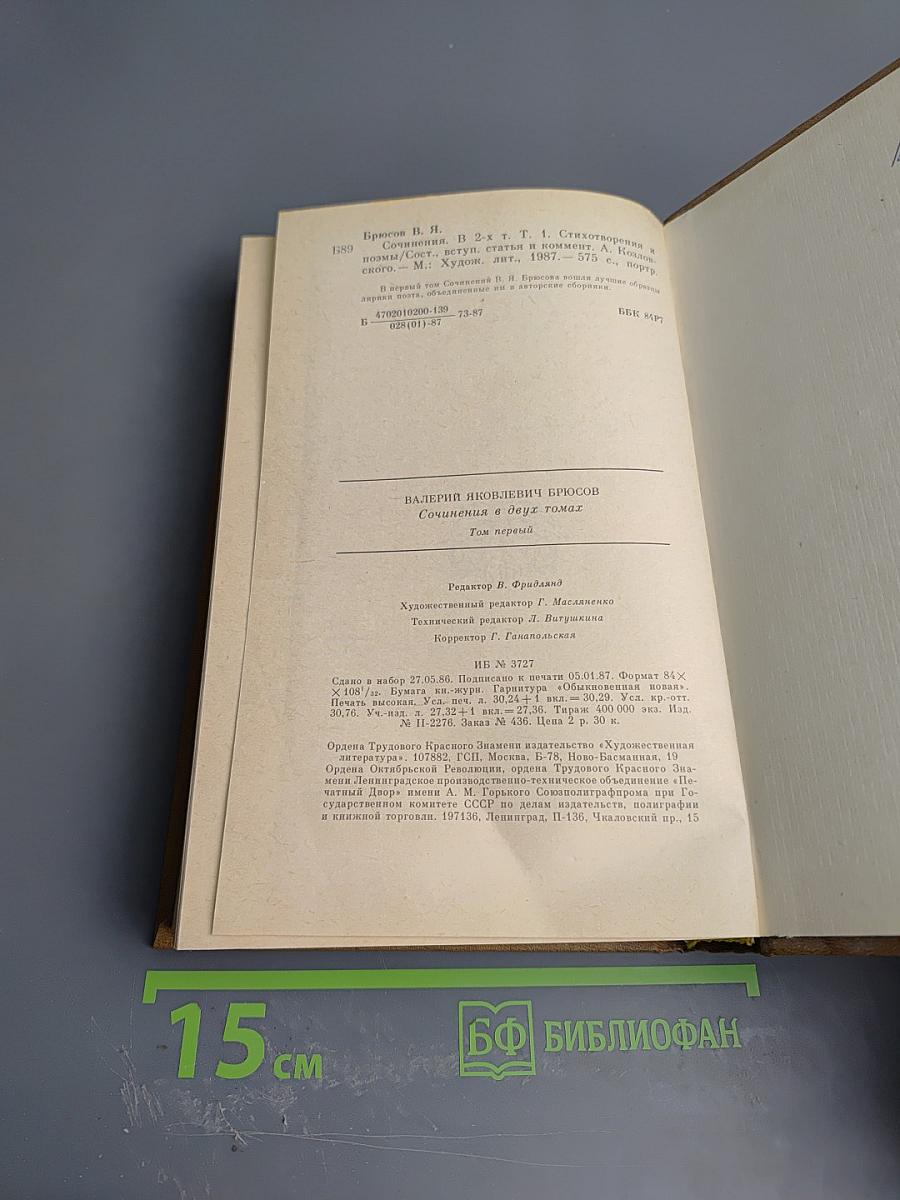 Брюсов В. Я.
Б89 Сочинения. В 2-х т. Т. 1. Стихотворения и
поэмы/Сост., вступ. статья и коммент. А. Козлов-
ского.— М.: Худож. лит., 1987.— 575 с., портр.
В первый том Сочинений В. Я. Брюсова вошли лучшие образцы
лирики поэта, объединенные им в авторские сборники.
Б 4702010200-139 73-87 ББК 84Р7
028(01)-87
ВАЛЕРИЙ ЯКОВЛЕВИЧ БРЮСОВ
Сочинения в двух томах
Том первый
Редактор В. Фридлянд
Художественный редактор Г. Масляненко
Технический редактор Л. Витушкина
Корректор Г. Ганапольская
ИБ № 3727
Сдано в набор 27.05.86. Подписано к печати 05.01.87. Формат 84×
×108¹/₃₂. Бумага кн.-журн. Гарнитура «Обыкновенная новая».
Печать высокая. Усл. печ. л. 30,24+1 вкл.=30,29. Усл. кр.-отт.
30,76. Уч.-изд. л. 27,32+1 вкл.=27,36. Тираж 400 000 экз. Изд.
№ II-2276. Заказ № 436. Цена 2 р. 30 к.
Ордена Трудового Красного Знамени издательство «Художественная
литература». 107882, ГСП, Москва, Б-78, Ново-Басманная, 19
Ордена Октябрьской Революции, ордена Трудового Красного Зна-
мени Ленинградское производственно-техническое объединение «Пе-
чатный Двор» имени А. М. Горького Союзполиграфпрома при Го-
сударственном комитете СССР по делам издательств, полиграфии
и книжной торговли. 197136, Ленинград, П-136, Чкаловский пр., 15
15 см БФ БИБЛИОФАН